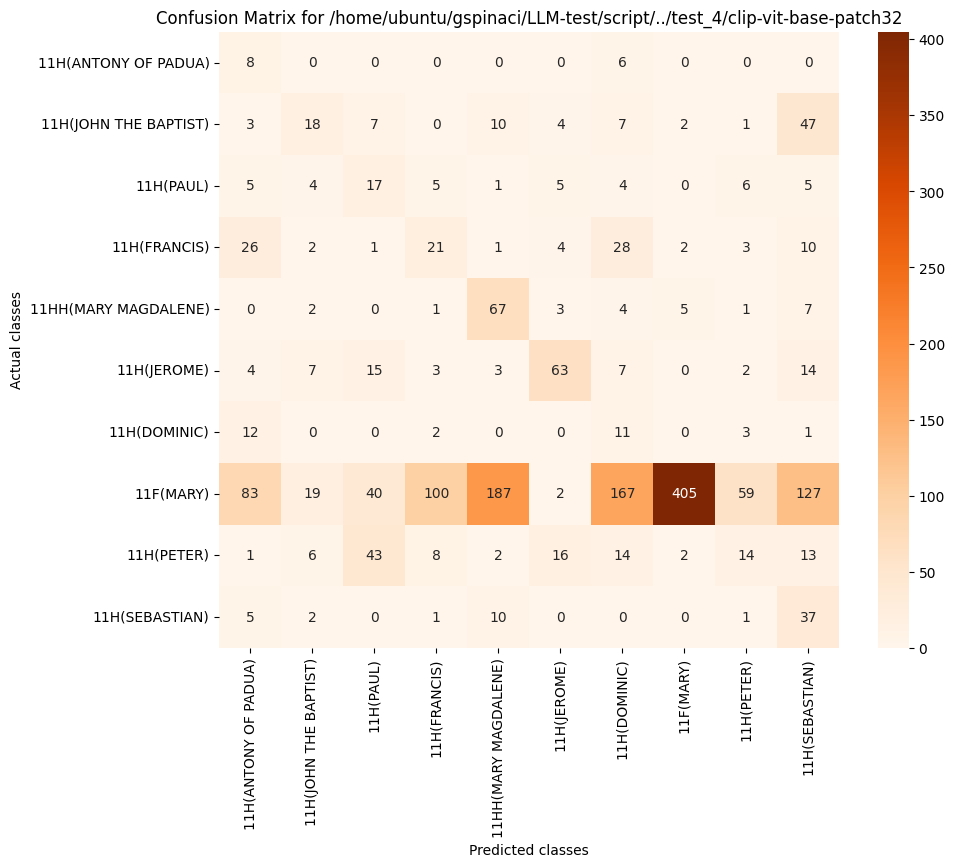 Confusion Matrix for /home/ubuntu/gspinaci/LLM-test/script/../test_4/clip-vit-base-patch32
11H(ANTONY OF PADUA) 8 0 0 0 0 0 6 0 0 0
11H(JOHN THE BAPTIST) 3 18 7 0 10 4 7 2 1 47
11H(PAUL) 5 4 17 5 1 5 4 0 6 5
11H(FRANCIS) 26 2 1 21 1 4 28 2 3 10
11HH(MARY MAGDALENE) 0 2 0 1 67 3 4 5 1 7
11H(JEROME) 4 7 15 3 3 63 7 0 2 14
11H(DOMINIC) 12 0 0 2 0 0 11 0 3 1
11F(MARY) 83 19 40 100 187 2 167 405 59 127
11H(PETER) 1 6 43 8 2 16 14 2 14 13
11H(SEBASTIAN) 5 2 0 1 10 0 0 0 1 37
Actual classes
11H(ANTONY OF PADUA)
11H(JOHN THE BAPTIST)
11H(PAUL)
11H(FRANCIS)
11HH(MARY MAGDALENE)
11H(JEROME)
11H(DOMINIC)
11F(MARY)
11H(PETER)
11H(SEBASTIAN)
Predicted classes
400
350
300
250
200
150
100
50
0